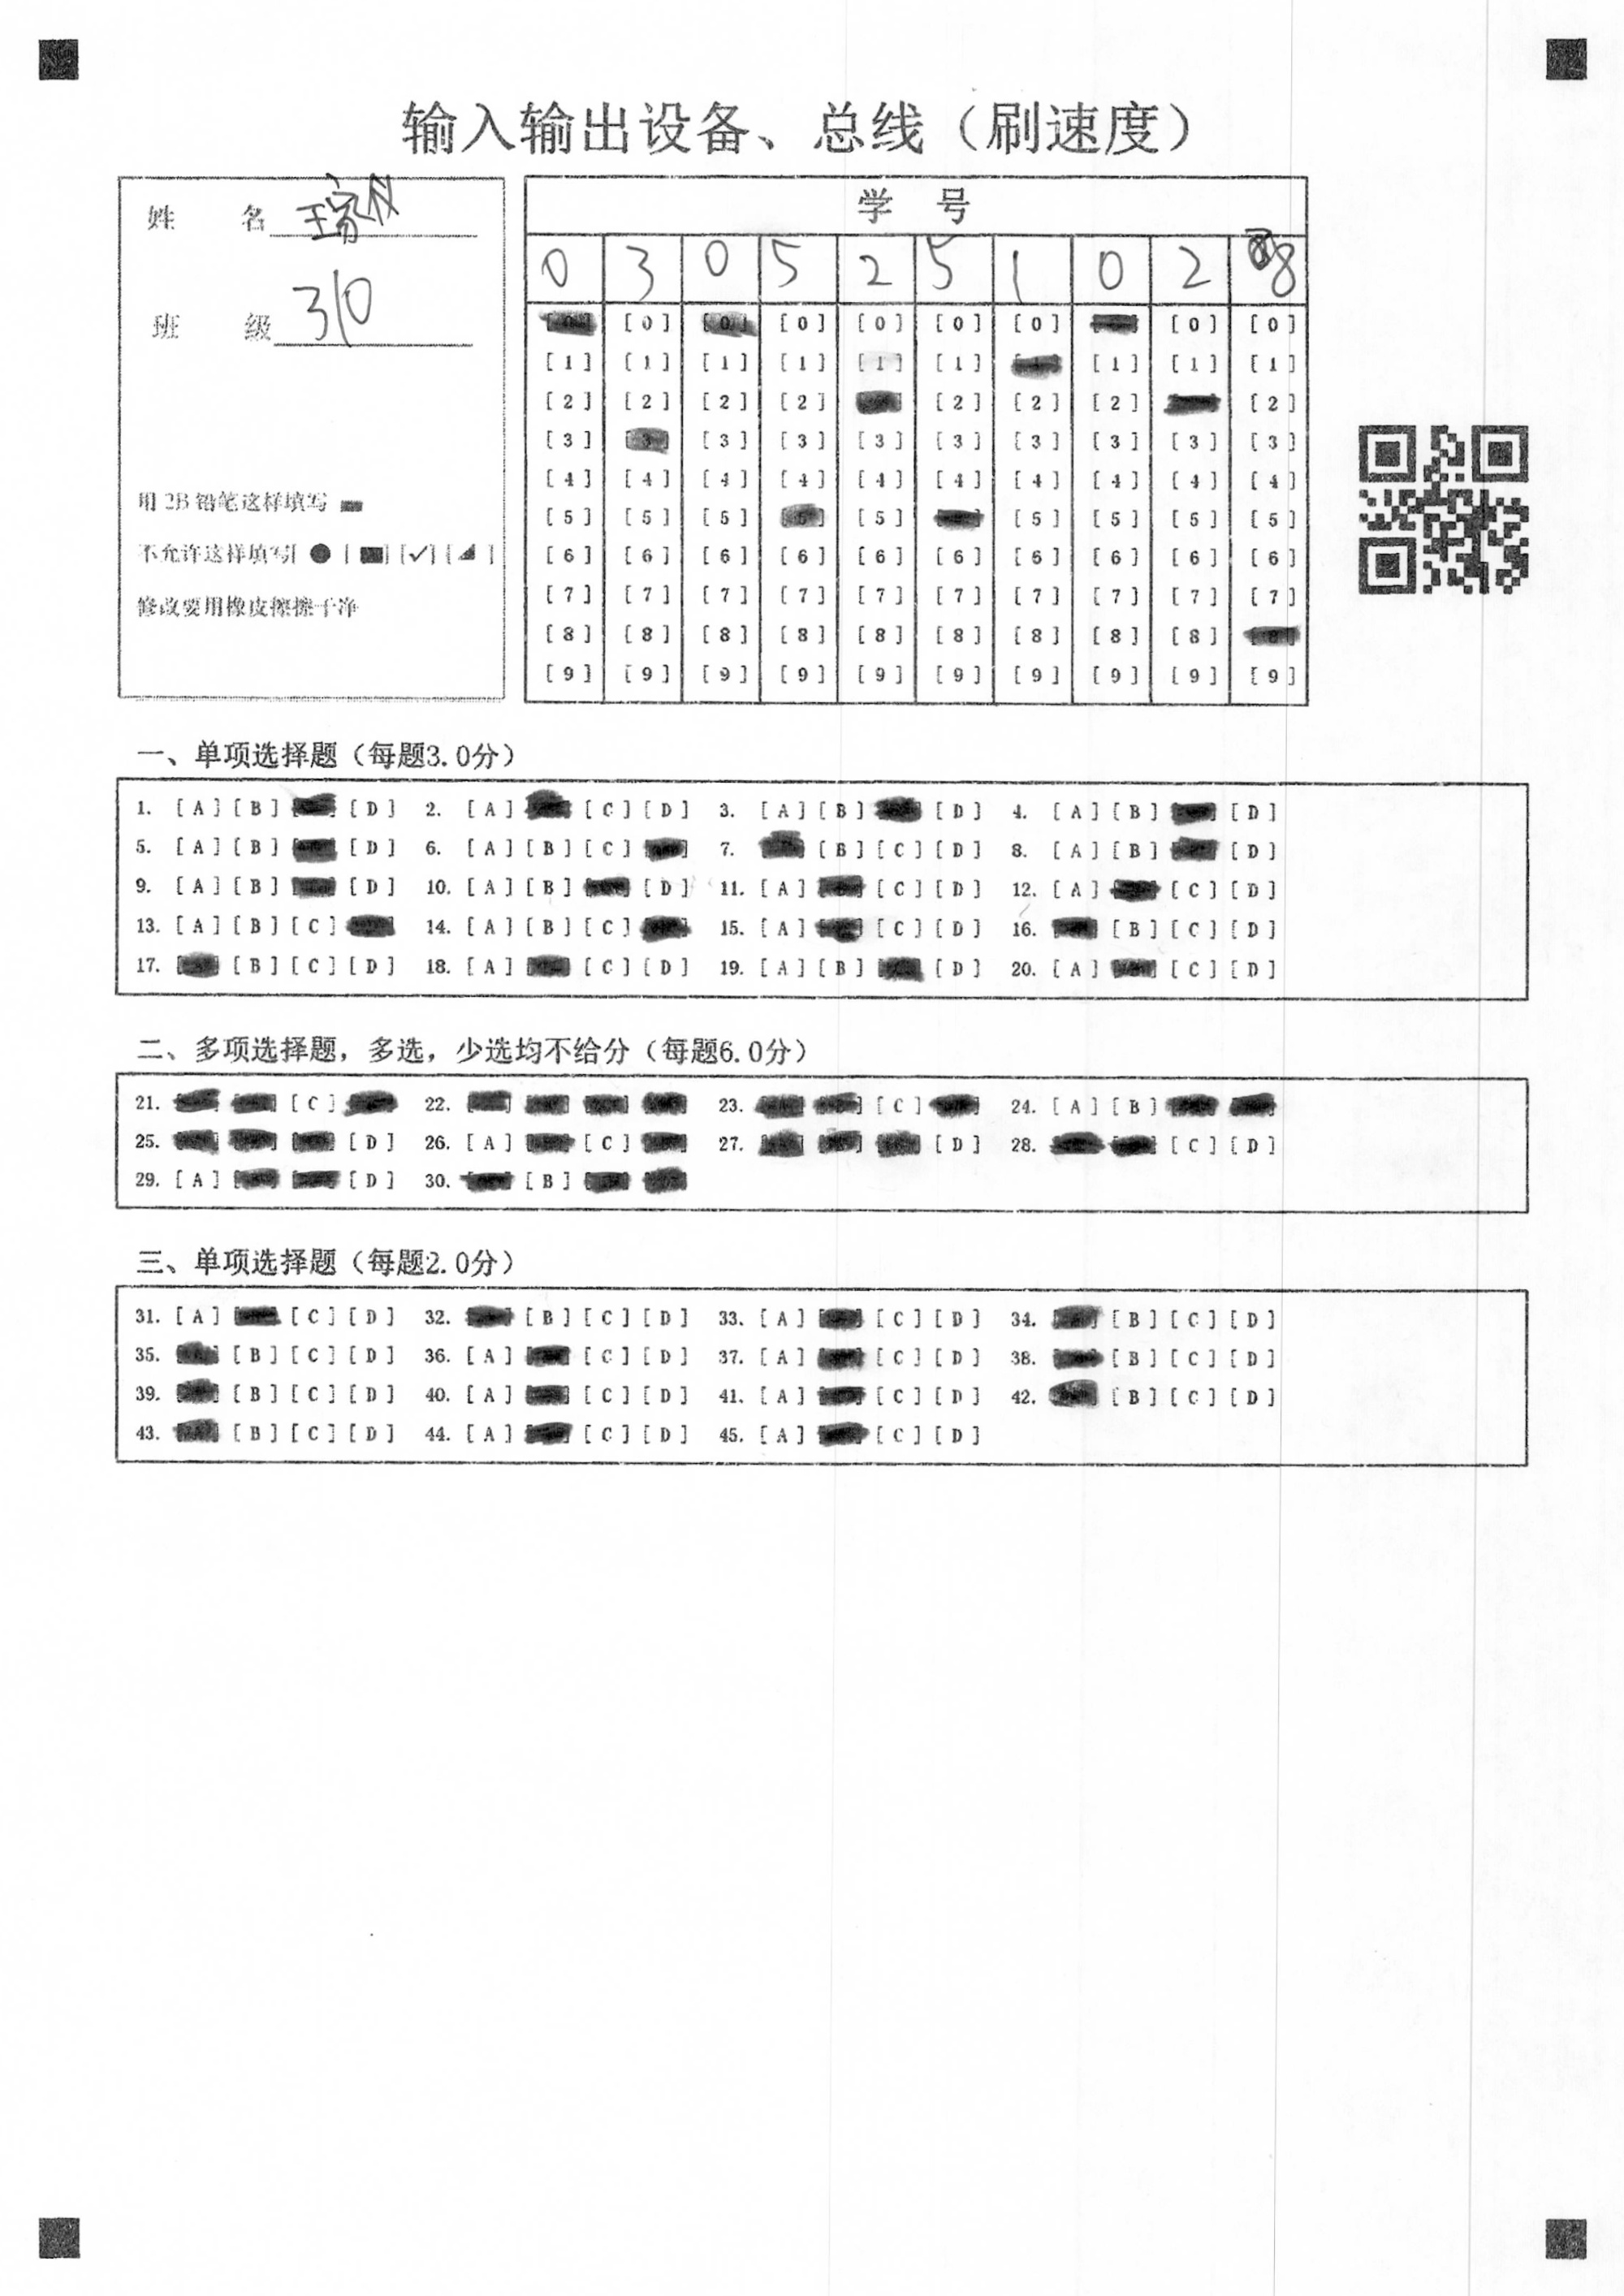 输入输出设备、总线（刷速度）
姓 名 王家仪
班 级 310
用 2B 铅笔这样填写
不允许这样填写[ ● [ ■] [✓] [◢ ]
修改要用橡皮擦擦干净
学 号
0 3 0 5 2 5 1 0 2 8
[0] [0] [0] [0] [0] [0] [0] [0]
[1] [1] [1] [1] [1] [1] [1] [1] [1]
[2] [2] [2] [2] [2] [2] [2] [2]
[3] [3] [3] [3] [3] [3] [3] [3] [3] [3]
[4] [4] [4] [4] [4] [4] [4] [4] [4] [4]
[5] [5] [5] [5] [5] [5] [5] [5] [5]
[6] [6] [6] [6] [6] [6] [6] [6] [6] [6]
[7] [7] [7] [7] [7] [7] [7] [7] [7] [7]
[8] [8] [8] [8] [8] [8] [8] [8] [8] [8]
[9] [9] [9] [9] [9] [9] [9] [9] [9] [9]
一、单项选择题（每题3.0分）
1. [A] [B] [D] 2. [A] [C] [D] 3. [A] [B] [D] 4. [A] [B] [D]
5. [A] [B] [D] 6. [A] [B] [C] 7. [B] [C] [D] 8. [A] [B] [D]
9. [A] [B] [D] 10. [A] [B] [D] 11. [A] [C] [D] 12. [A] [C] [D]
13. [A] [B] [C] 14. [A] [B] [C] 15. [A] [C] [D] 16. [B] [C] [D]
17. [B] [C] [D] 18. [A] [C] [D] 19. [A] [B] [D] 20. [A] [C] [D]
二、多项选择题，多选，少选均不给分（每题6.0分）
21. [C] 22. 23. [C] 24. [A] [B]
25. [D] 26. [A] [C] 27. [D] 28. [C] [D]
29. [A] [D] 30. [B]
三、单项选择题（每题2.0分）
31. [A] [C] [D] 32. [B] [C] [D] 33. [A] [C] [D] 34. [B] [C] [D]
35. [B] [C] [D] 36. [A] [C] [D] 37. [A] [C] [D] 38. [B] [C] [D]
39. [B] [C] [D] 40. [A] [C] [D] 41. [A] [C] [D] 42. [B] [C] [D]
43. [B] [C] [D] 44. [A] [C] [D] 45. [A] [C] [D]